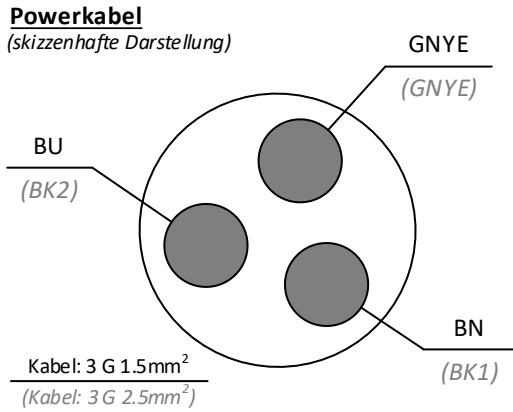 Powerkabel
(skizzenhafte Darstellung)
GNYE
(GNYE)
BU
(BK2)
BN
(BK1)
Kabel: 3 G 1.5mm²
(Kabel: 3 G 2.5mm²)